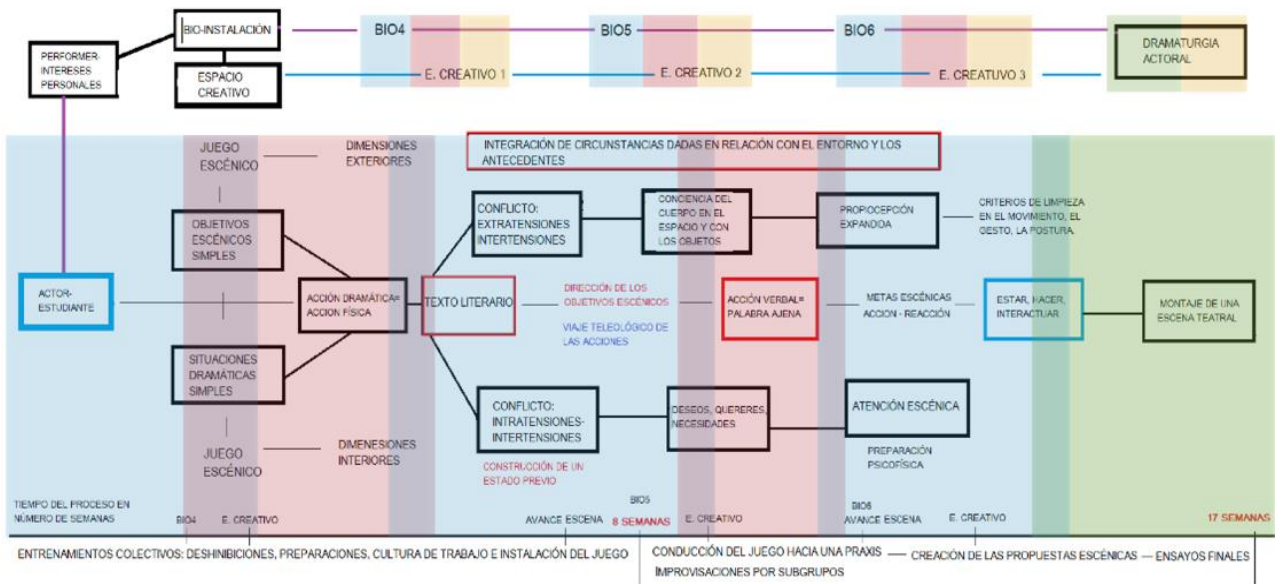 BIO-INSTALACIÓN
BIO4
BIO5
BIO6
PERFORMER-
INTERESES
PERSONALES
ESPACIO
CREATIVO
E. CREATIVO 1
E. CREATIVO 2
E. CREATUVO 3
DRAMATURGIA
ACTORAL
JUEGO
ESCÉNICO
DIMENSIONES
EXTERIORES
INTEGRACIÓN DE CIRCUNSTANCIAS DADAS EN RELACIÓN CON EL ENTORNO Y LOS
ANTECEDENTES
OBJETIVOS
ESCÉNICOS
SIMPLES
CONFLICTO:
EXTRATENSIONES
INTERTENSIONES
CONCIENCIA DEL
CUERPO EN EL
ESPACIO Y CON
LOS OBJETOS
PROPIOCEPCIÓN
EXPANDIDA
CRITERIOS DE LIMPIEZA
EN EL MOVIMIENTO, EL
GESTO, LA POSTURA.
ACTOR-
ESTUDIANTE
ACCIÓN DRAMÁTICA=
ACCION FÍSICA
TEXTO LITERARIO
DIRECCIÓN DE LOS
OBJETIVOS ESCÉNICOS
VIAJE TELEOLÓGICO DE
LAS ACCIONES
ACCIÓN VERBAL=
PALABRA AJENA
METAS ESCÉNICAS
ACCION - REACCIÓN
ESTAR, HACER,
INTERACTUAR
MONTAJE DE UNA
ESCENA TEATRAL
SITUACIONES
DRAMÁTICAS
SIMPLES
CONFLICTO:
INTRATENSIONES-
INTERTENSIONES
DESEOS, QUERERES,
NECESIDADES
ATENCIÓN ESCÉNICA
JUEGO
ESCÉNICO
DIMENESIONES
INTERIORES
CONSTRUCCIÓN DE UN
ESTADO PREVIO
PREPARACIÓN
PSICOFÍSICA
TIEMPO DEL PROCESO EN
NÚMERO DE SEMANAS
BIO4
E. CREATIVO
AVANCE ESCENA
BIO5
8 SEMANAS
E. CREATIVO
BIO6
AVANCE ESCENA
E. CREATIVO
17 SEMANAS
ENTRENAMIENTOS COLECTIVOS: DESHINIBICIONES, PREPARACIONES, CULTURA DE TRABAJO E INSTALACIÓN DEL JUEGO
CONDUCCIÓN DEL JUEGO HACIA UNA PRAXIS — CREACIÓN DE LAS PROPUESTAS ESCÉNICAS — ENSAYOS FINALES
IMPROVISACIONES POR SUBGRUPOS